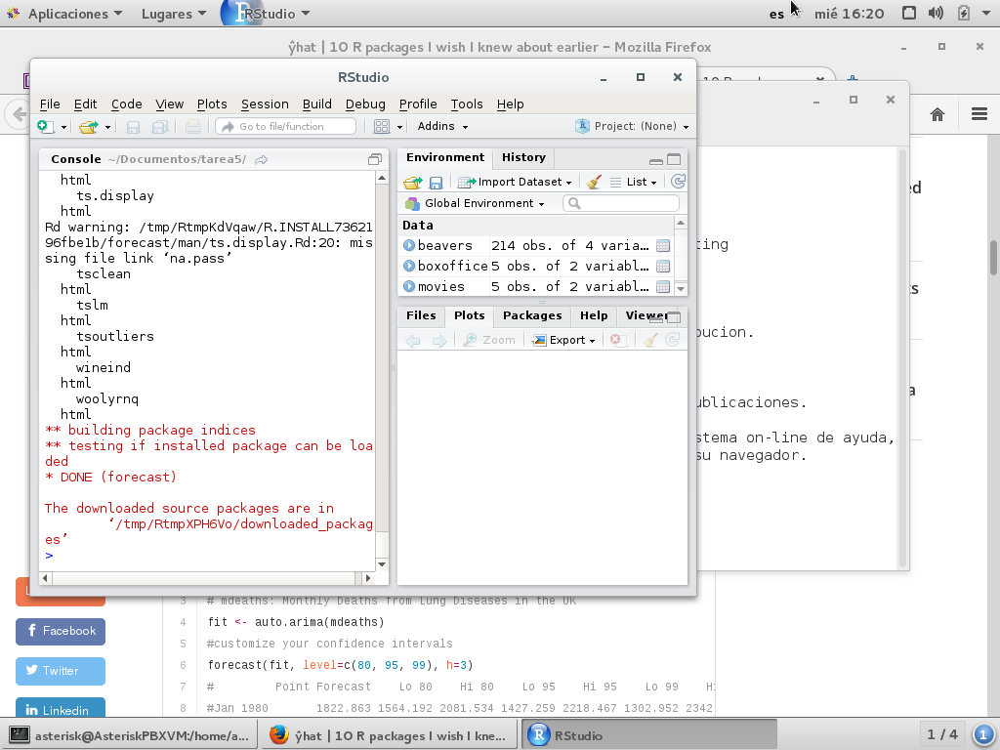 Aplicaciones
Lugares
RStudio
es
mié 16:20
ŷhat | 10 R packages I wish I knew about earlier – Mozilla Firefox
RStudio
File Edit Code View Plots Session Build Debug Profile Tools Help
Go to file/function
Addins
Project: (None)
Console ~/Documentos/tarea5/
html
ts.display
html
Rd warning: /tmp/RtmpKdVqaw/R.INSTALL73621
96fbe1b/forecast/man/ts.display.Rd:20: mis
sing file link ‘na.pass’
tsclean
html
tslm
html
tsoutliers
html
wineind
html
woolyrnq
html
** building package indices
** testing if installed package can be loa
ded
* DONE (forecast)
The downloaded source packages are in
‘/tmp/RtmpXPH6Vo/downloaded_packag
es’
>
Environment History
Import Dataset
List
Global Environment
Data
beavers 214 obs. of 4 varia…
boxoffice 5 obs. of 2 variabl…
movies 5 obs. of 2 variabl…
Files Plots Packages Help Viewer
Zoom
Export
ting
bucion.
ublicaciones.
stema on-line de ayuda,
su navegador.
ed
ts
a
Facebook
Twitter
Linkedin
3 # mdeaths: Monthly Deaths from Lung Diseases in the UK
4 fit <- auto.arima(mdeaths)
5 #customize your confidence intervals
6 forecast(fit, level=c(80, 95, 99), h=3)
7 # Point Forecast Lo 80 Hi 80 Lo 95 Hi 95 Lo 99
8 #Jan 1980 1822.863 1564.192 2081.534 1427.259 2218.467 1302.952 2342
asterisk@AsteriskPBXVM:/home/a...
ŷhat | 10 R packages I wish I kne...
RStudio
1 / 4
1